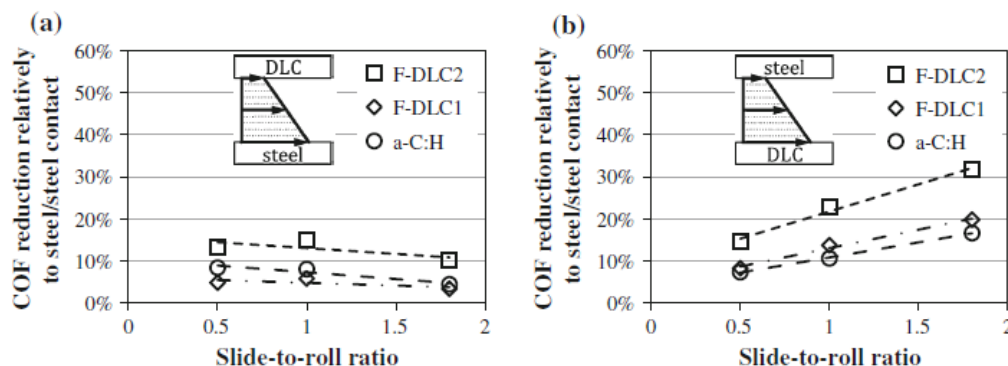 (a)
60%
50%
40%
30%
20%
10%
0%
COF reduction relatively
to steel/steel contact
DLC
steel
F-DLC2
F-DLC1
a-C:H
0
0.5
1
1.5
2
Slide-to-roll ratio
(b)
60%
50%
40%
30%
20%
10%
0%
COF reduction relatively
to steel/steel contact
steel
DLC
F-DLC2
F-DLC1
a-C:H
0
0.5
1
1.5
2
Slide-to-roll ratio